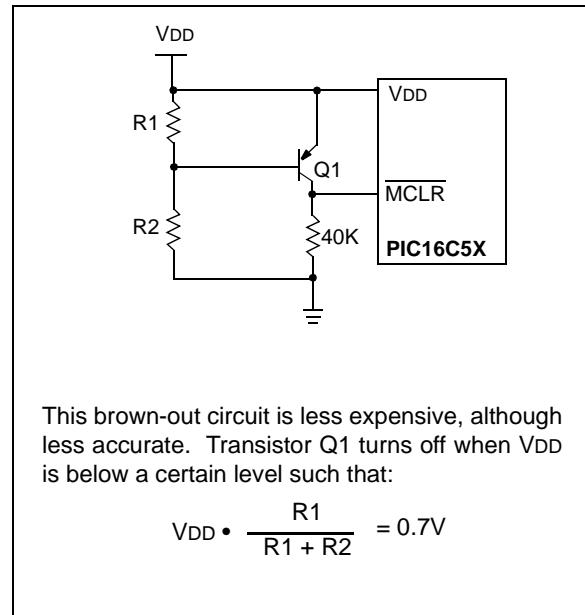 VDD
R1
VDD
Q1
MCLR
R2
40K
PIC16C5X
This brown-out circuit is less expensive, although
less accurate. Transistor Q1 turns off when VDD
is below a certain level such that:
VDD • R1 / R1 + R2 = 0.7V